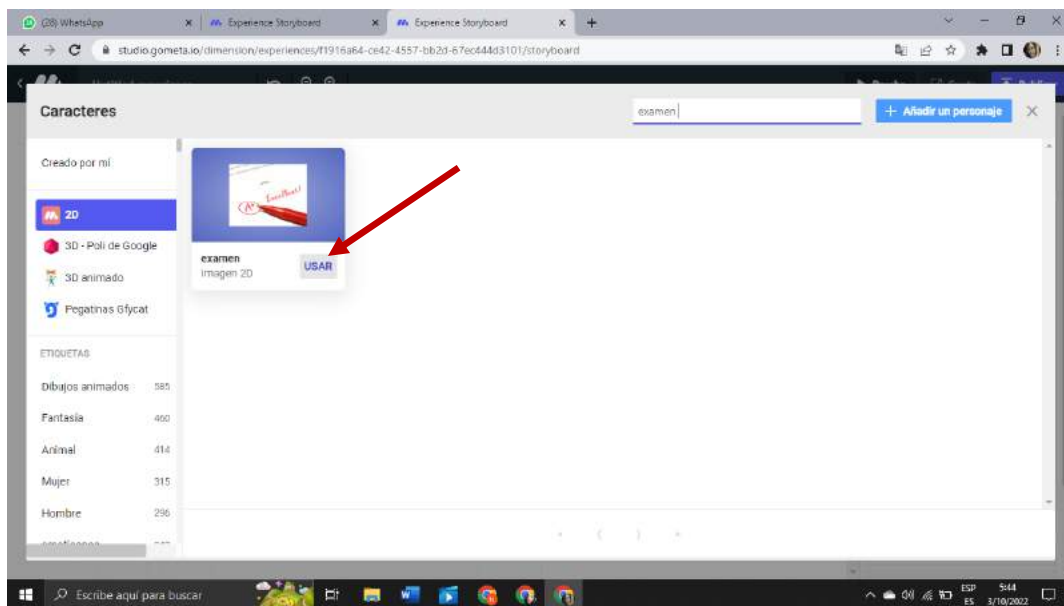 (28) WhatsApp
Experience Storyboard
Experience Storyboard
studio.gometa.io/dimension/experiences/f1916a64-ce42-4557-bb2d-67ec444d3101/storyboard
Caracteres
examen
+ Añadir un personaje
Creado por mí
2D
3D - Poli de Google
3D animado
Pegatinas Gfycat
A+ Excellent!
examen
imagen 2D
USAR
ETIQUETAS
Dibujos animados 585
Fantasía 460
Animal 414
Mujer 315
Hombre 296
Escribe aquí para buscar
ESP
ES
5:44
3/10/2022